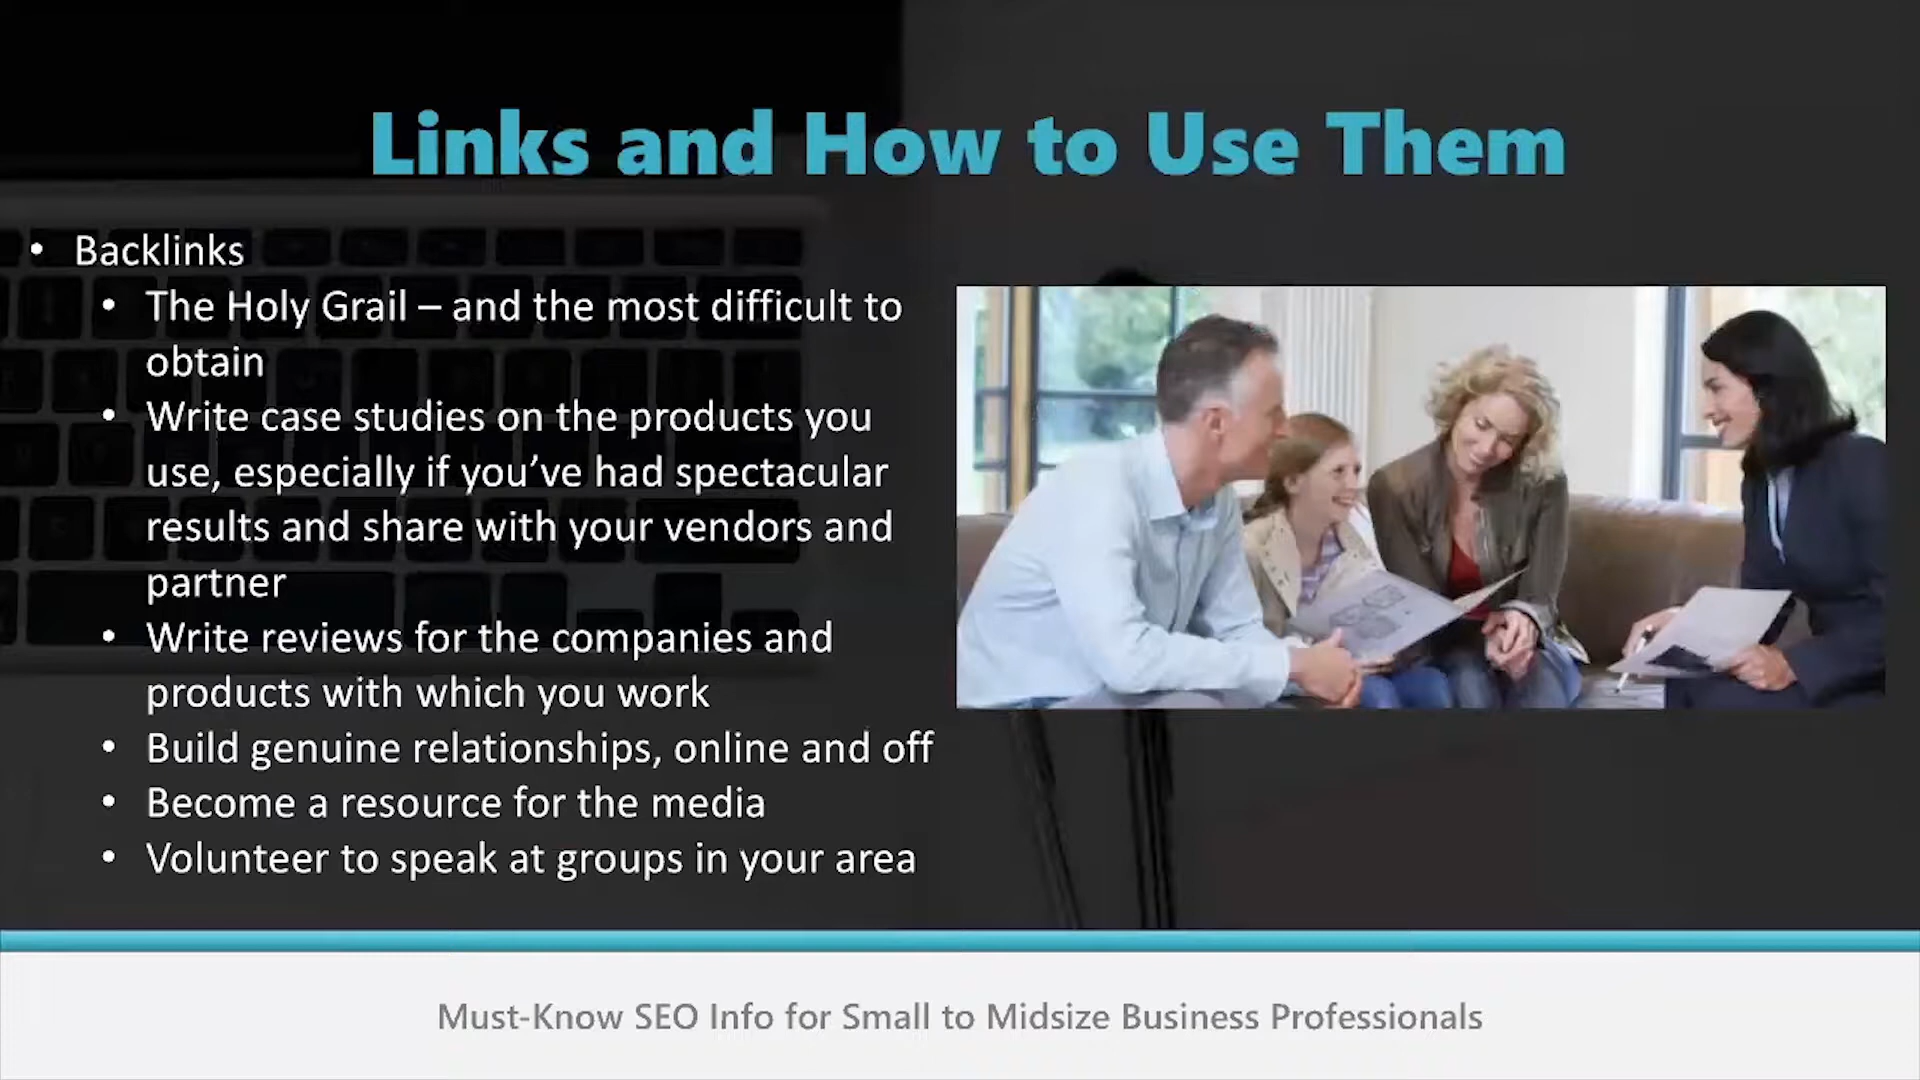 Links and How to Use Them
• Backlinks
• The Holy Grail – and the most difficult to
obtain
• Write case studies on the products you
use, especially if you’ve had spectacular
results and share with your vendors and
partner
• Write reviews for the companies and
products with which you work
• Build genuine relationships, online and off
• Become a resource for the media
• Volunteer to speak at groups in your area
Must-Know SEO Info for Small to Midsize Business Professionals